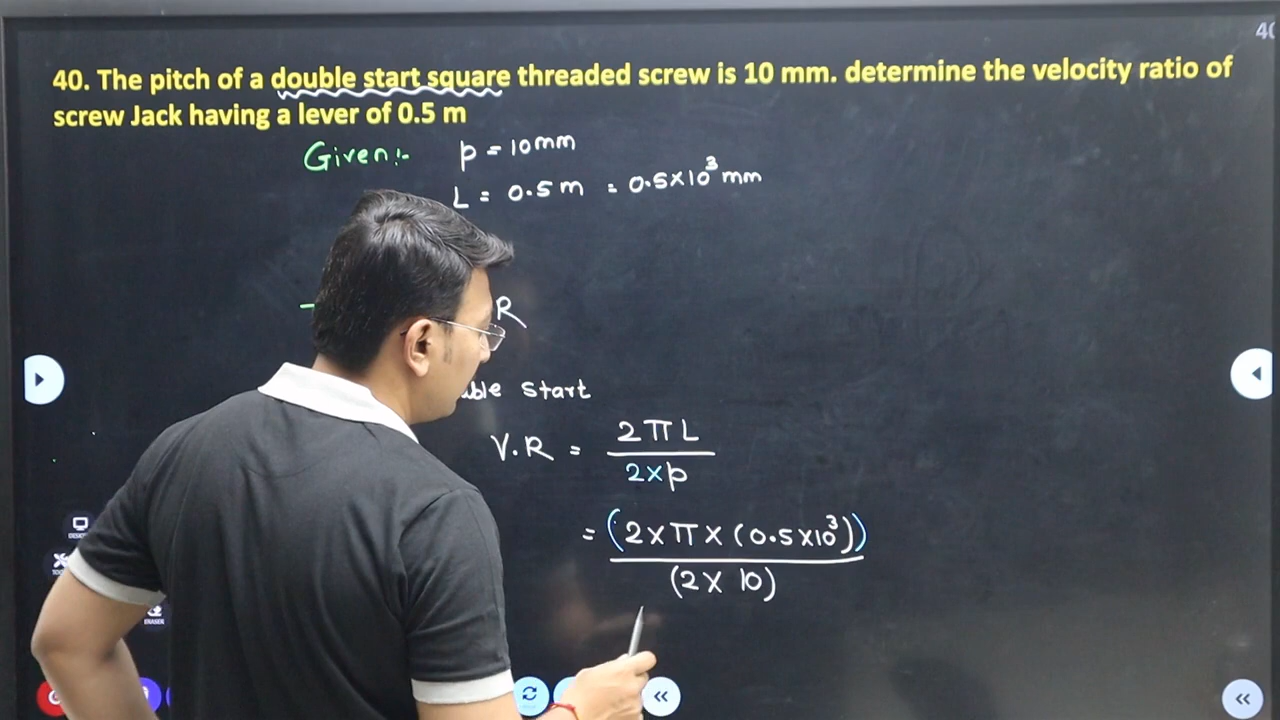 40
40. The pitch of a double start square threaded screw is 10 mm. determine the velocity ratio of
screw Jack having a lever of 0.5 m
Given:- p = 10mm
L = 0.5 m = 0.5×10³ mm
R
start
V.R = 2πL / 2×p
= (2×π×(0.5×10³)) / (2× 10)